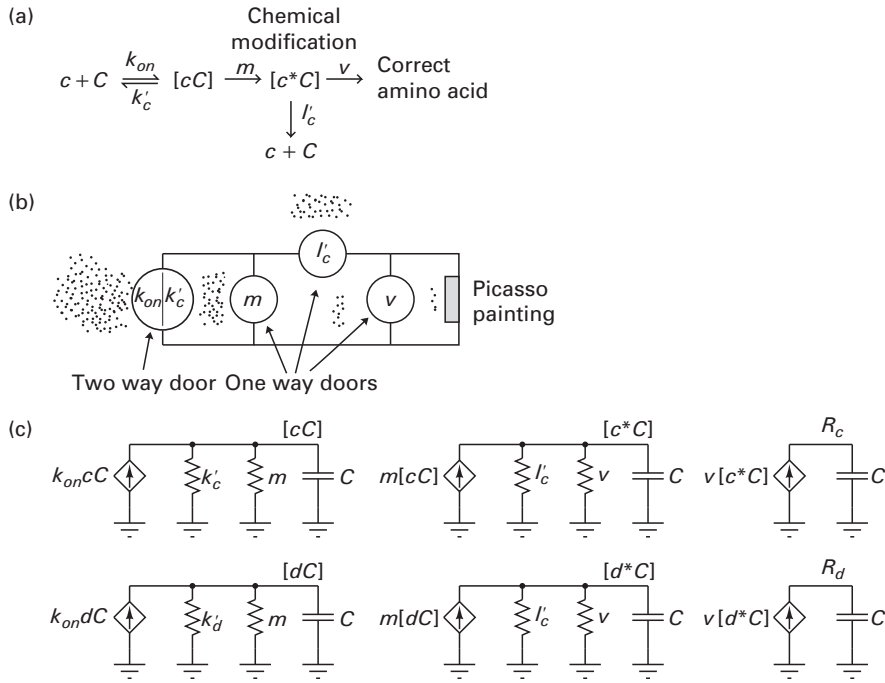 (a)
Chemical
modification
c + C k_on k'_c [cC] m [c*C] v Correct
amino acid
l'_c
c + C
(b)
l'_c
k_on k'_c m v Picasso
painting
Two way door One way doors
(c)
[cC] [c*C] R_c
k_on cC k'_c m C m[cC] l'_c v C v[c*C] C
[dC] [d*C] R_d
k_on dC k'_d m C m[dC] l'_c v C v[d*C] C